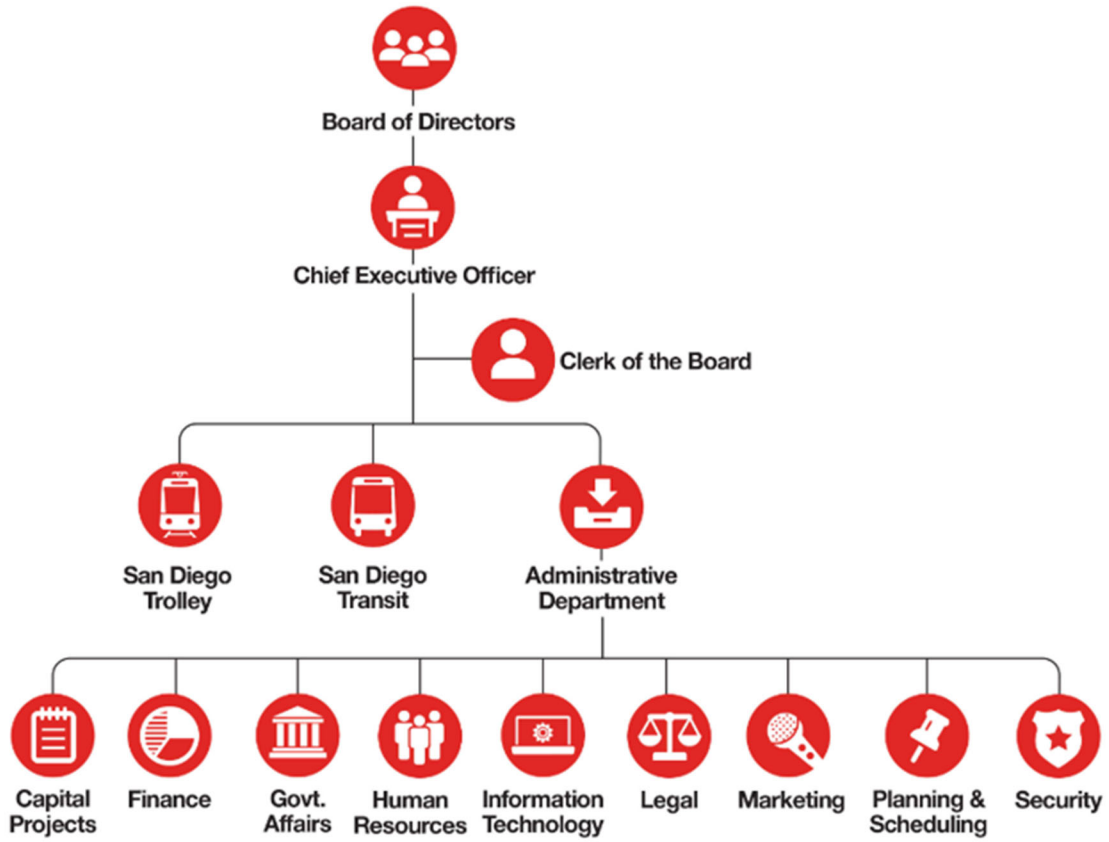 Board of Directors
Chief Executive Officer
Clerk of the Board
San Diego
Trolley
San Diego
Transit
Administrative
Department
Capital
Projects
Finance
Govt.
Affairs
Human
Resources
Information
Technology
Legal
Marketing
Planning &
Scheduling
Security